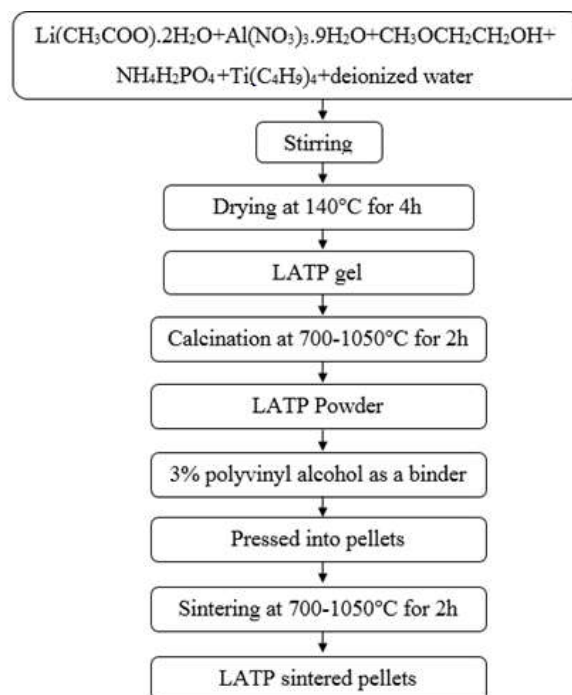 Li(CH3COO).2H2O+Al(NO3)3.9H2O+CH3OCH2CH2OH+
NH4H2PO4+Ti(C4H9)4+deionized water
Stirring
Drying at 140°C for 4h
LATP gel
Calcination at 700-1050°C for 2h
LATP Powder
3% polyvinyl alcohol as a binder
Pressed into pellets
Sintering at 700-1050°C for 2h
LATP sintered pellets